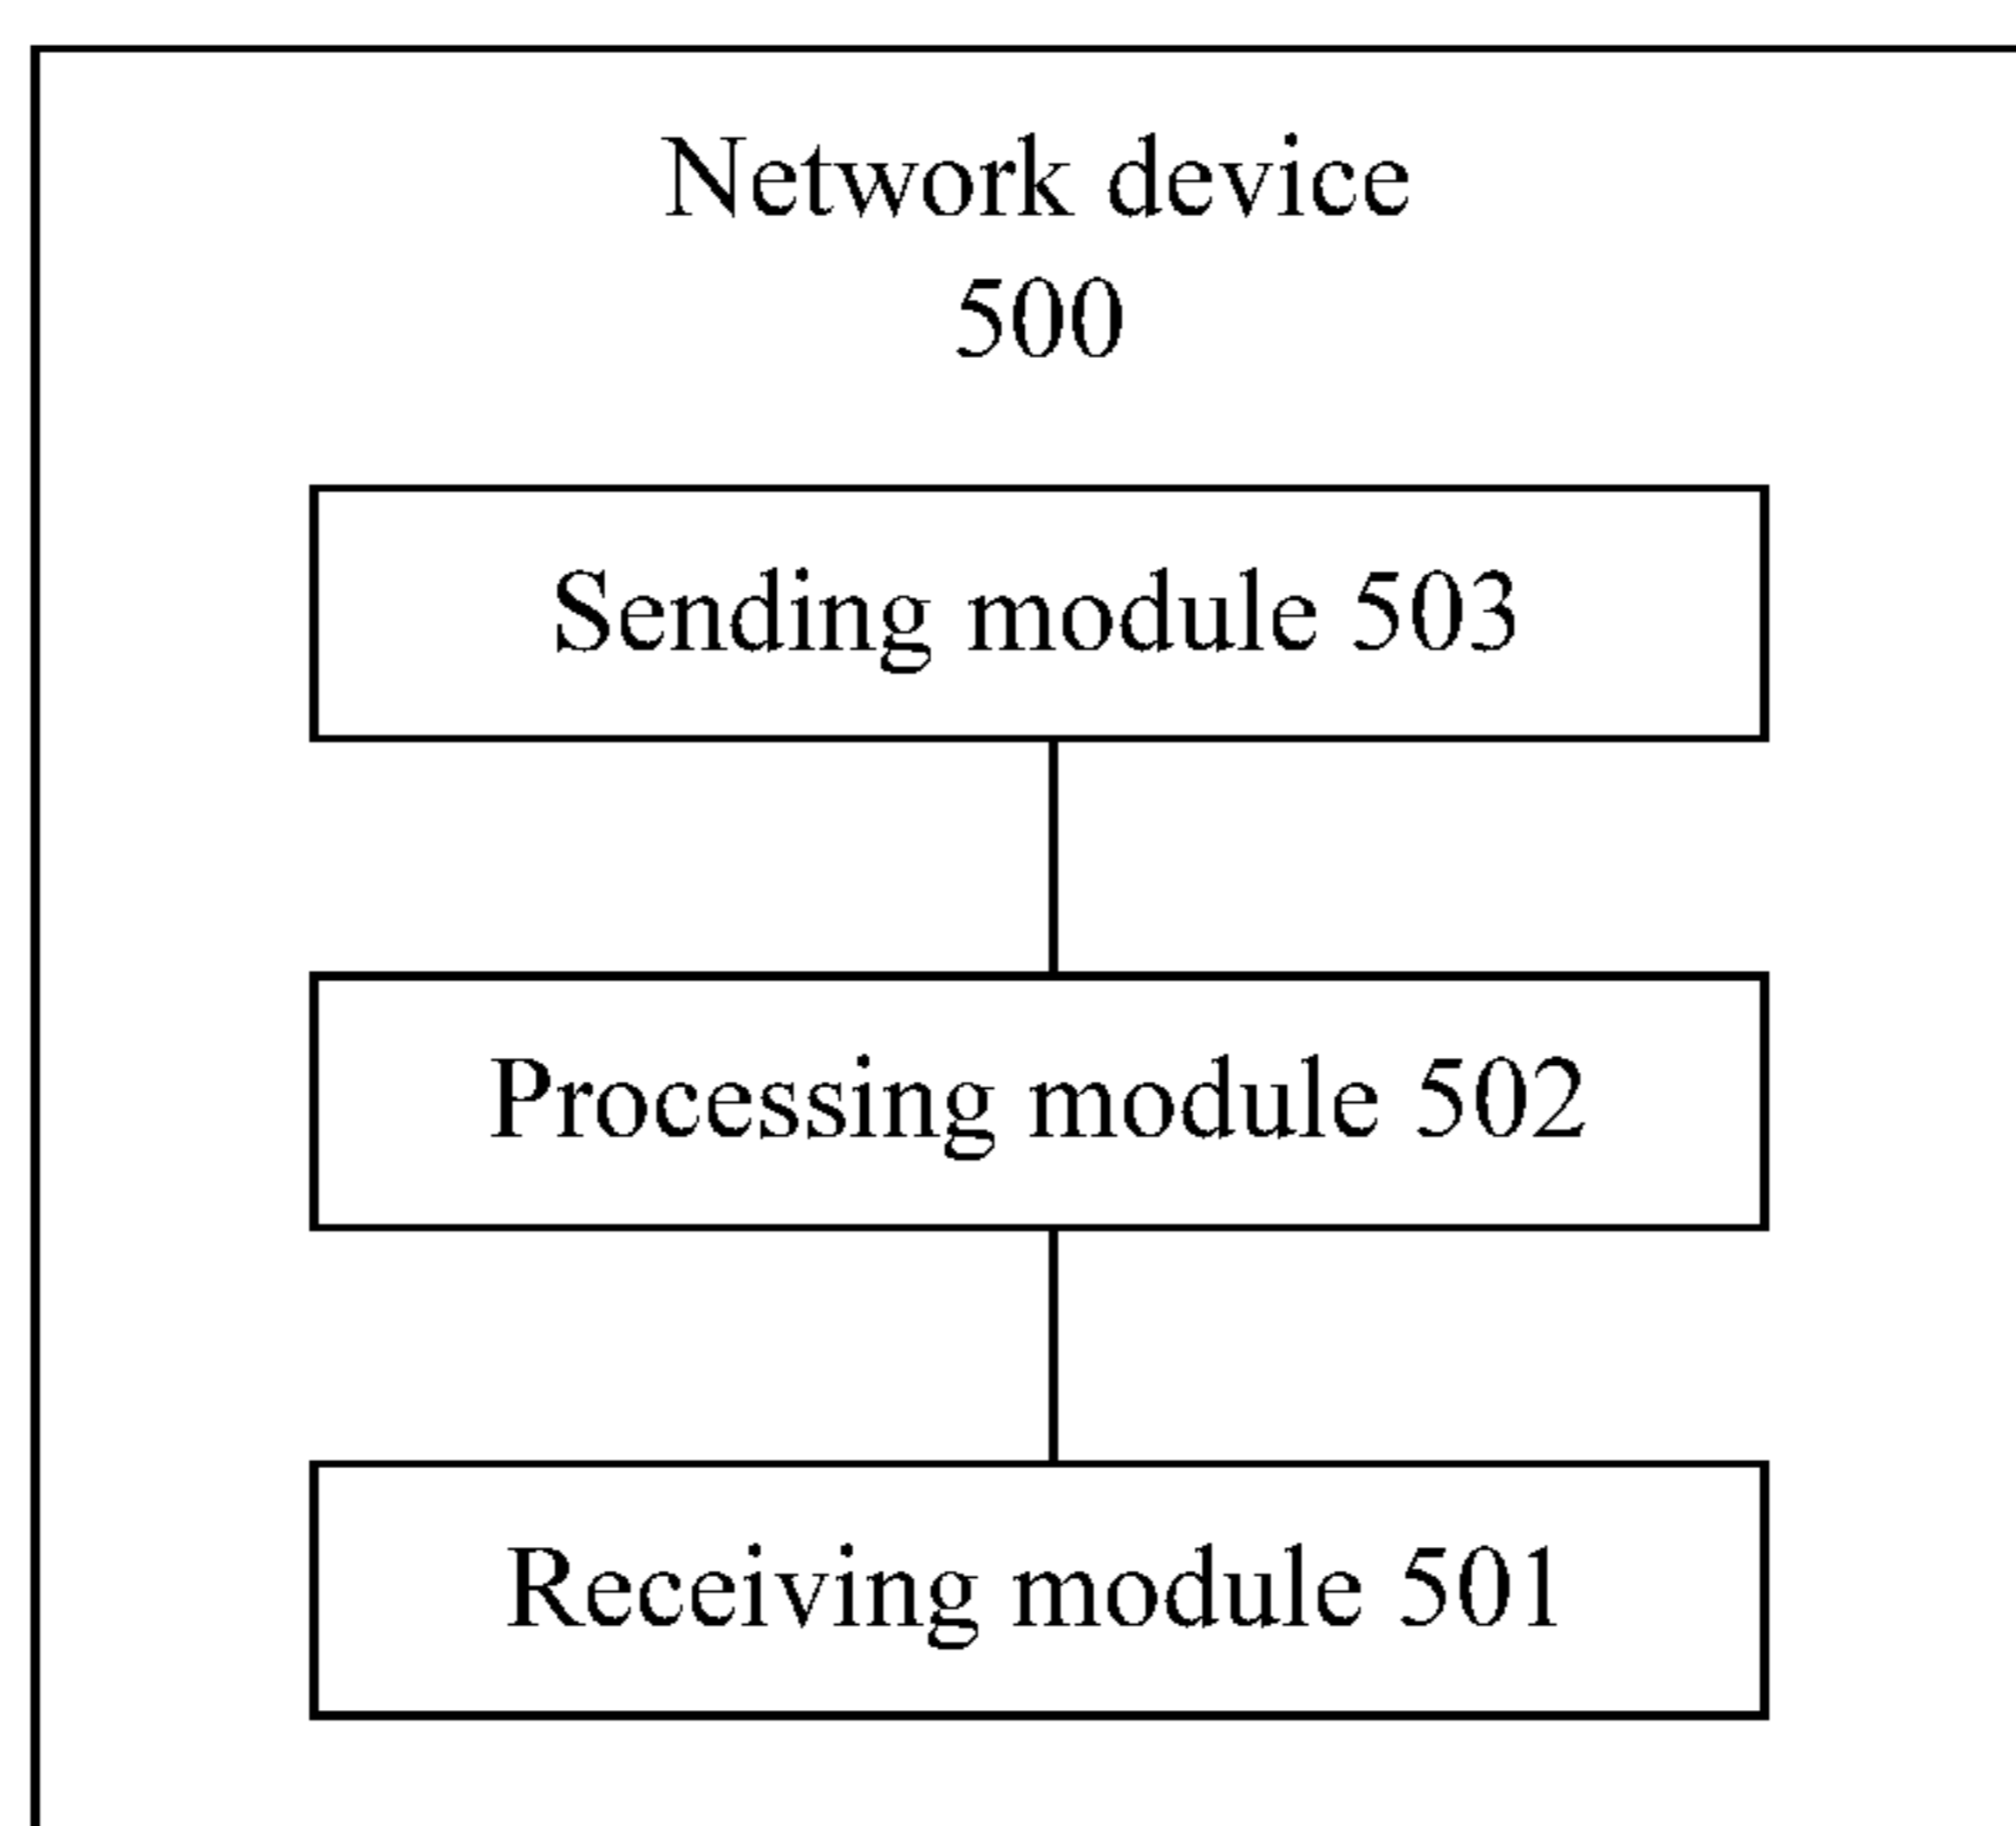 Network device
500
Sending module 503
Processing module 502
Receiving module 501